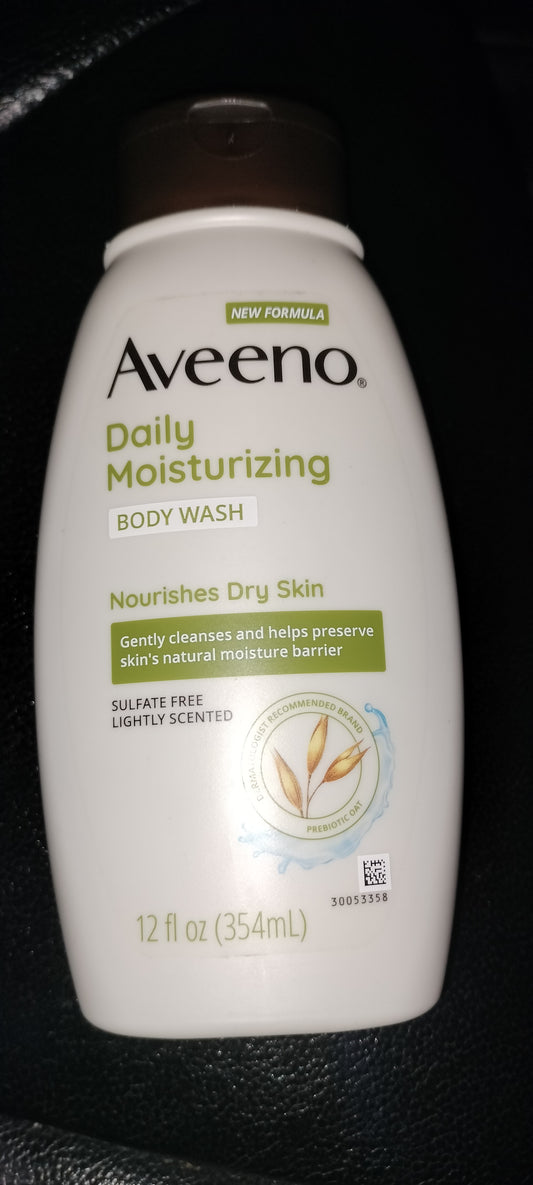 NEW FORMULA
Aveeno®
Daily
Moisturizing
BODY WASH
Nourishes Dry Skin
Gently cleanses and helps preserve
skin's natural moisture barrier
SULFATE FREE
LIGHTLY SCENTED
DERMATOLOGIST RECOMMENDED BRAND
PREBIOTIC OAT
30053358
12 fl oz (354mL)